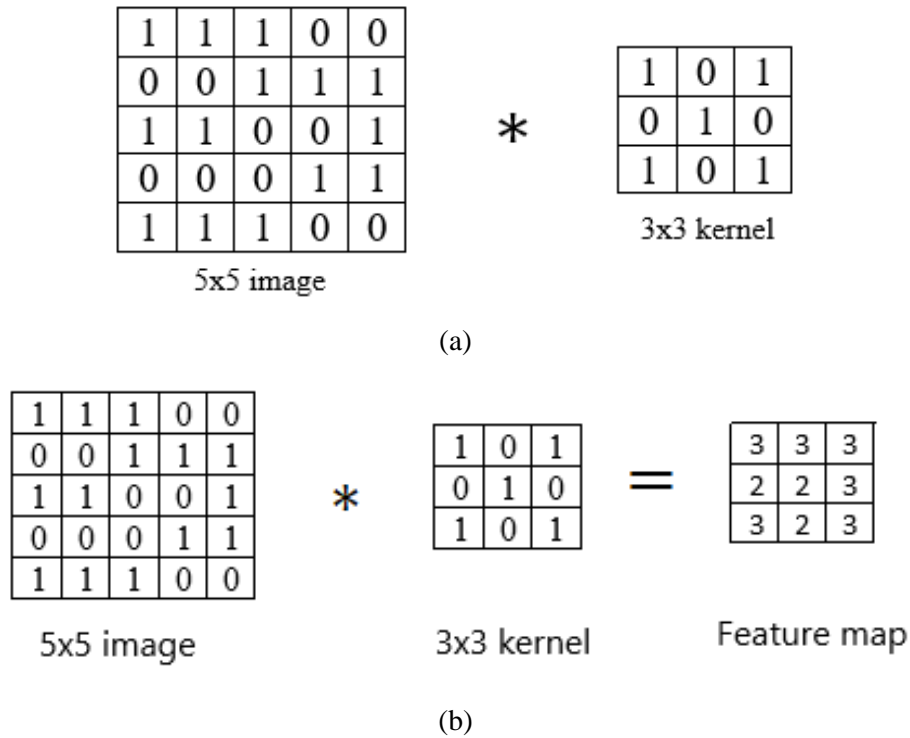 1 1 1 0 0
0 0 1 1 1
1 1 0 0 1
0 0 0 1 1
1 1 1 0 0
5x5 image
*
1 0 1
0 1 0
1 0 1
3x3 kernel
(a)
1 1 1 0 0
0 0 1 1 1
1 1 0 0 1
0 0 0 1 1
1 1 1 0 0
5x5 image
*
1 0 1
0 1 0
1 0 1
3x3 kernel
=
3 3 3
2 2 3
3 2 3
Feature map
(b)